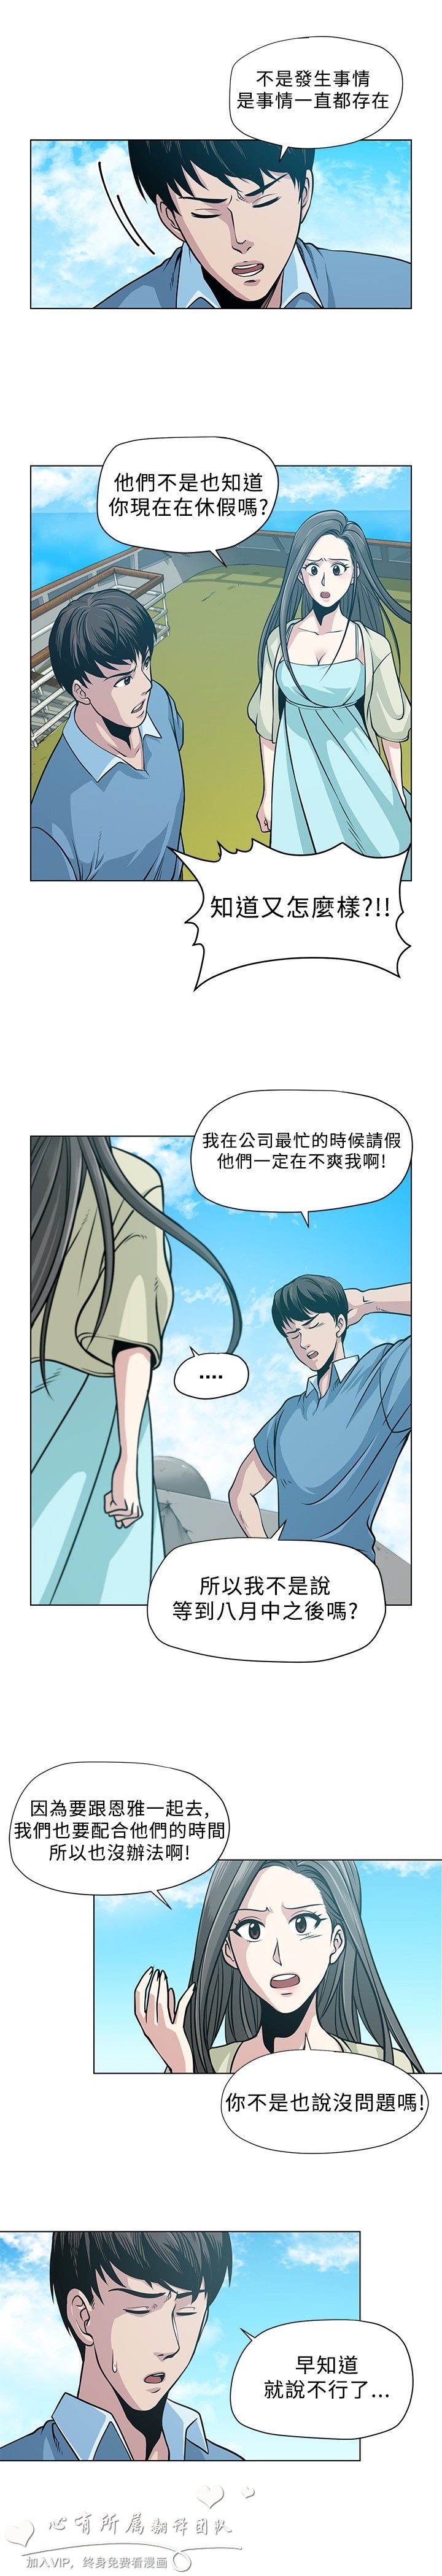 不是發生事情
是事情一直都存在
他們不是也知道
你現在在休假嗎?
知道又怎麼樣?!!
我在公司最忙的時候請假
他們一定在不爽我啊!
....
所以我不是說
等到八月中之後嗎?
因為要跟恩雅一起去,
我們也要配合他們的時間
所以也沒辦法啊!
你不是也說沒問題嗎!
早知道
就說不行了...
心有所属翻译团队
加入VIP，终身免费看漫画